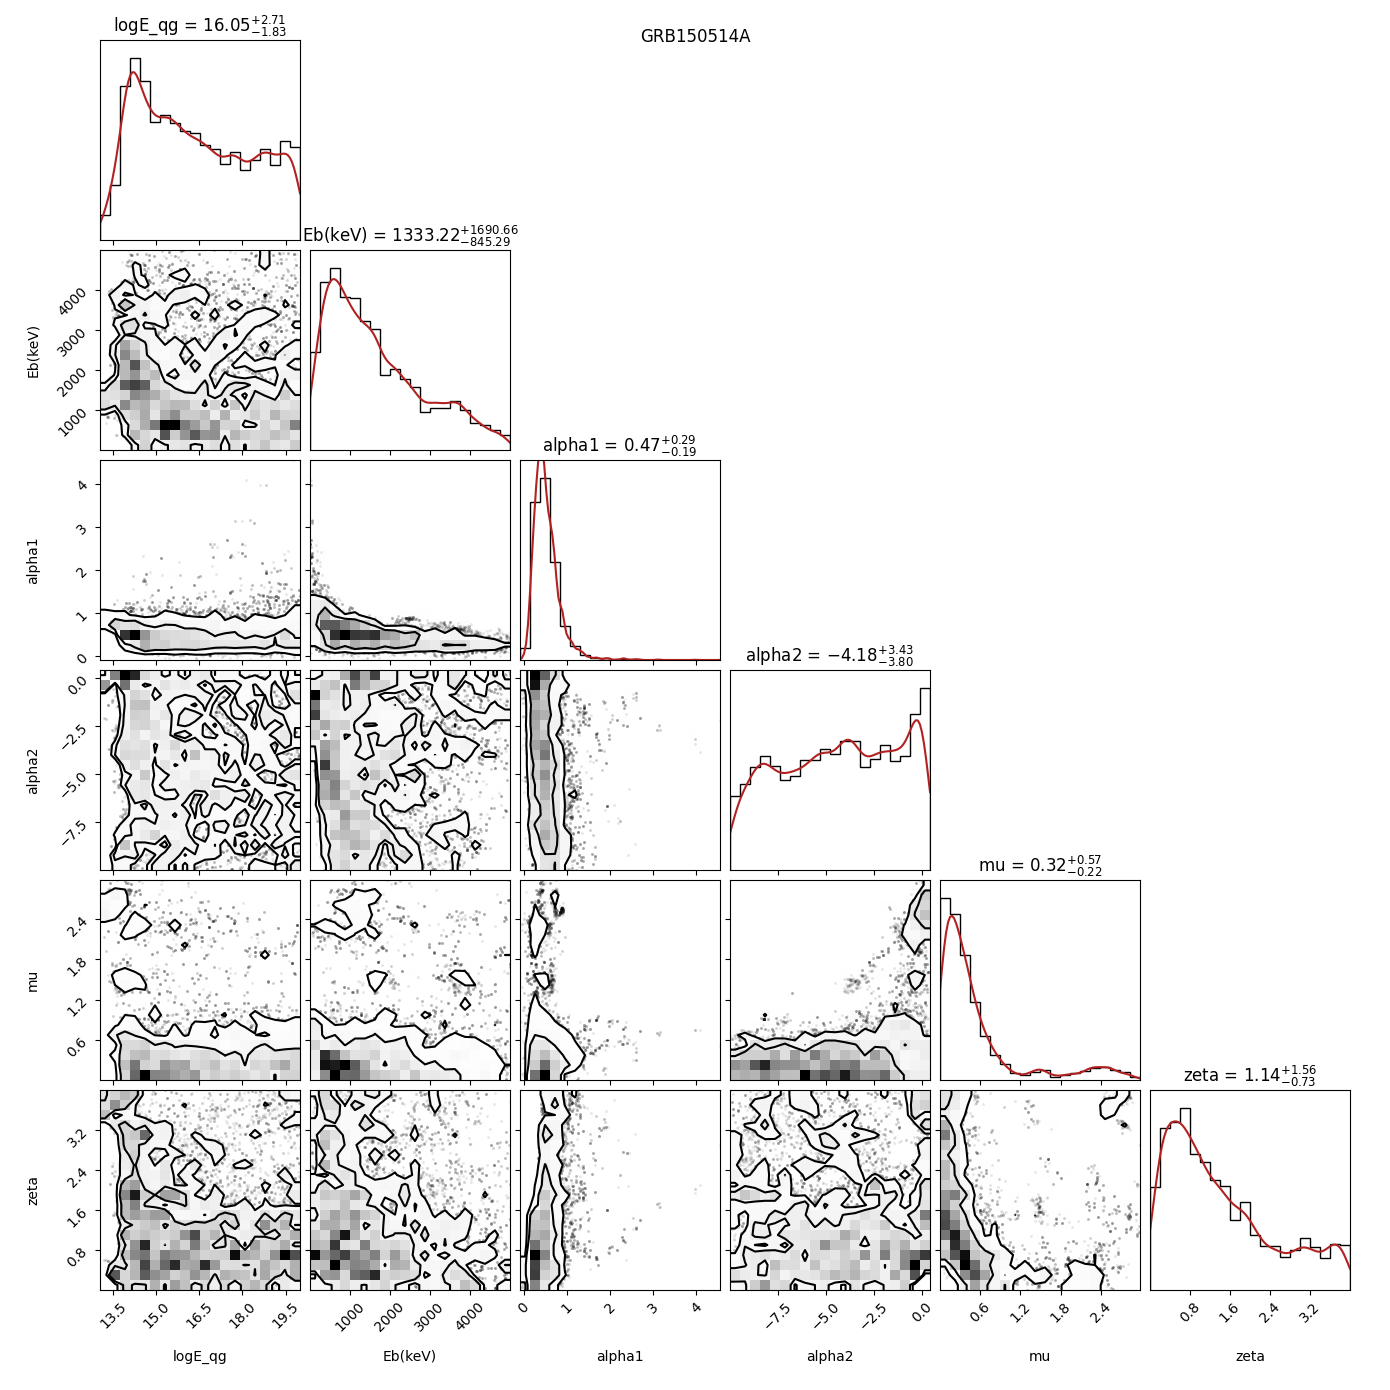 logE_qg = 16.05+2.71 −1.83
GRB150514A
Eb(keV) = 1333.22+1690.66 −845.29
Eb(keV)
4000
3000
2000
1000
alpha1 = 0.47+0.29 −0.19
alpha1
4
3
2
1
0
alpha2 = −4.18+3.43 −3.80
alpha2
0.0
−2.5
−5.0
−7.5
mu = 0.32+0.57 −0.22
mu
2.4
1.8
1.2
0.6
zeta = 1.14+1.56 −0.73
zeta
3.2
2.4
1.6
0.8
13.5 15.0 16.5 18.0 19.5 1000 2000 3000 4000 0 1 2 3 4 −7.5 −5.0 −2.5 0.0 0.6 1.2 1.8 2.4 0.8 1.6 2.4 3.2
logE_qg Eb(keV) alpha1 alpha2 mu zeta